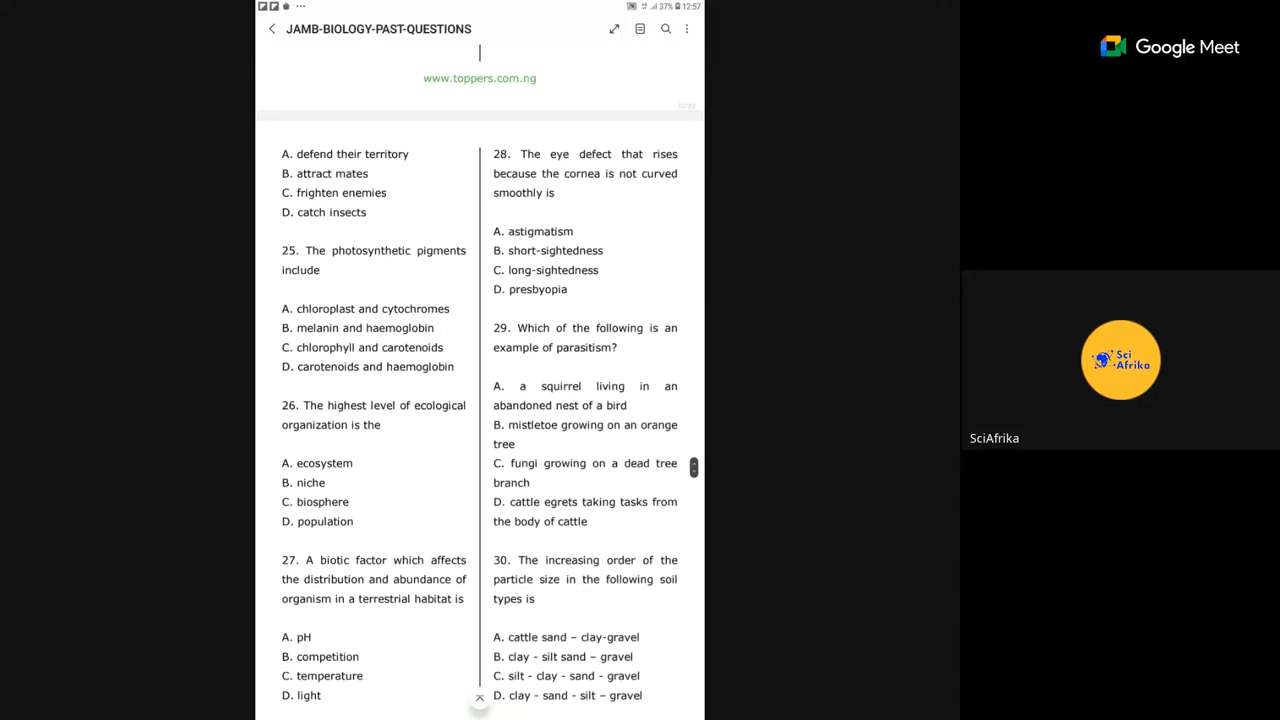 37% 12:57
JAMB-BIOLOGY-PAST-QUESTIONS
Google Meet
www.toppers.com.ng
52/92
A. defend their territory
B. attract mates
C. frighten enemies
D. catch insects
25. The photosynthetic pigments
include
A. chloroplast and cytochromes
B. melanin and haemoglobin
C. chlorophyll and carotenoids
D. carotenoids and haemoglobin
26. The highest level of ecological
organization is the
A. ecosystem
B. niche
C. biosphere
D. population
27. A biotic factor which affects
the distribution and abundance of
organism in a terrestrial habitat is
A. pH
B. competition
C. temperature
D. light
28. The eye defect that rises
because the cornea is not curved
smoothly is
A. astigmatism
B. short-sightedness
C. long-sightedness
D. presbyopia
29. Which of the following is an
example of parasitism?
A. a squirrel living in an
abandoned nest of a bird
B. mistletoe growing on an orange
tree
C. fungi growing on a dead tree
branch
D. cattle egrets taking tasks from
the body of cattle
30. The increasing order of the
particle size in the following soil
types is
A. cattle sand – clay-gravel
B. clay - silt sand – gravel
C. silt - clay - sand - gravel
D. clay - sand - silt – gravel
Sci
Afrika
SciAfrika